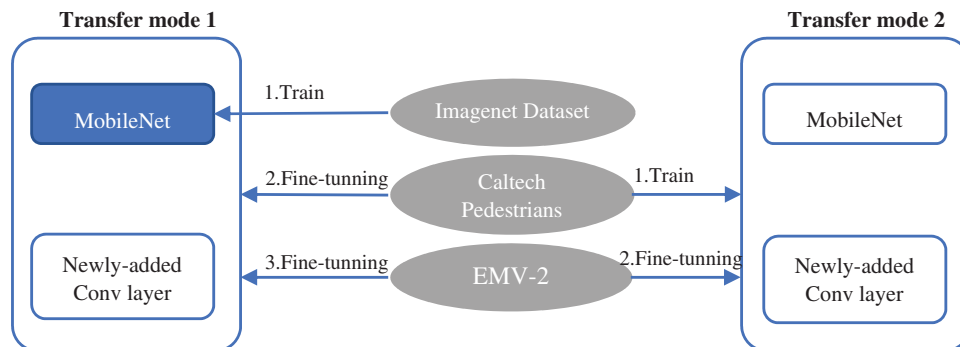 Transfer mode 1
Transfer mode 2
MobileNet
1.Train
Imagenet Dataset
MobileNet
2.Fine-tunning
Caltech
Pedestrians
1.Train
Newly-added
Conv layer
3.Fine-tunning
EMV-2
2.Fine-tunning
Newly-added
Conv layer